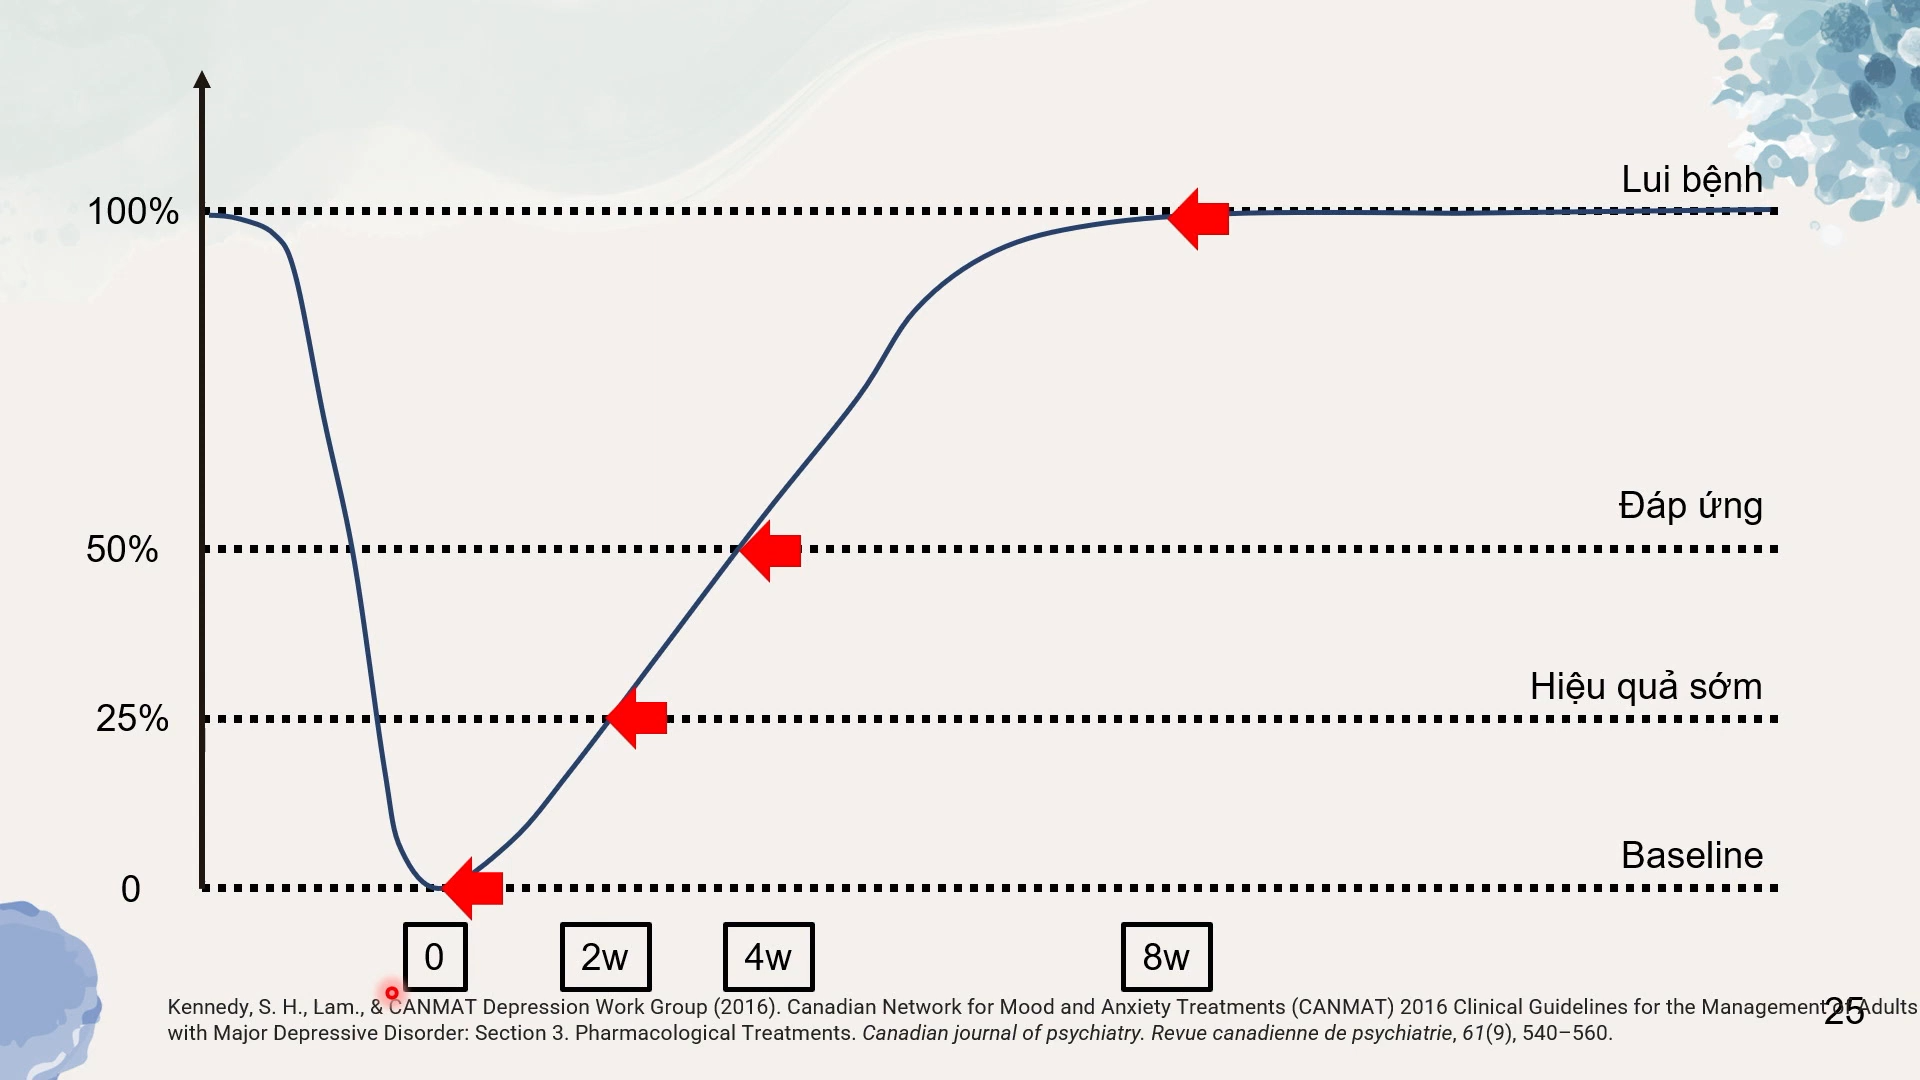 Lui bệnh
100%
Đáp ứng
50%
Hiệu quả sớm
25%
Baseline
0
0 2w 4w 8w
Kennedy, S. H., Lam., & CANMAT Depression Work Group (2016). Canadian Network for Mood and Anxiety Treatments (CANMAT) 2016 Clinical Guidelines for the Management of Adults
with Major Depressive Disorder: Section 3. Pharmacological Treatments. Canadian journal of psychiatry. Revue canadienne de psychiatrie, 61(9), 540–560.
25